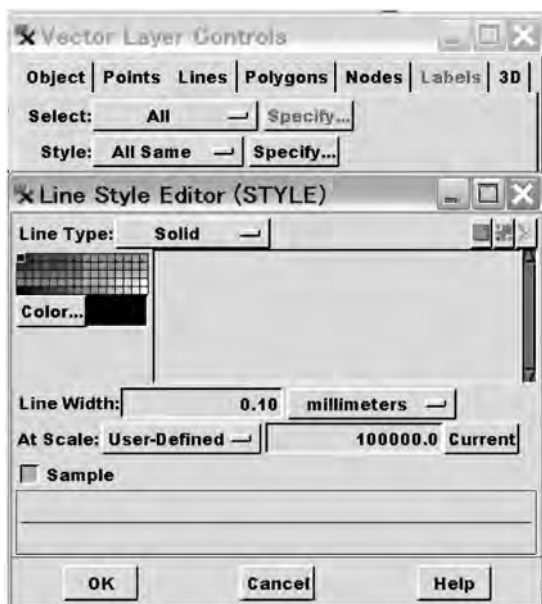 Vector Layer Controls
Object Points Lines Polygons Nodes Labels 3D
Select: All Specify...
Style: All Same Specify...
Line Style Editor (STYLE)
Line Type: Solid
Color...
Line Width: 0.10 millimeters
At Scale: User-Defined 100000.0 Current
Sample
OK Cancel Help